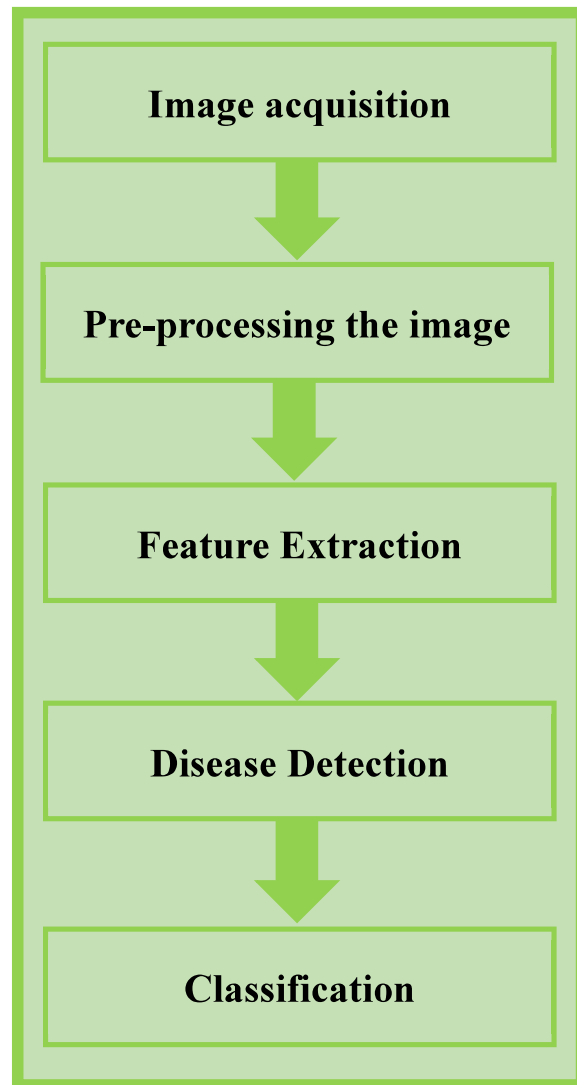 Image acquisition
Pre-processing the image
Feature Extraction
Disease Detection
Classification